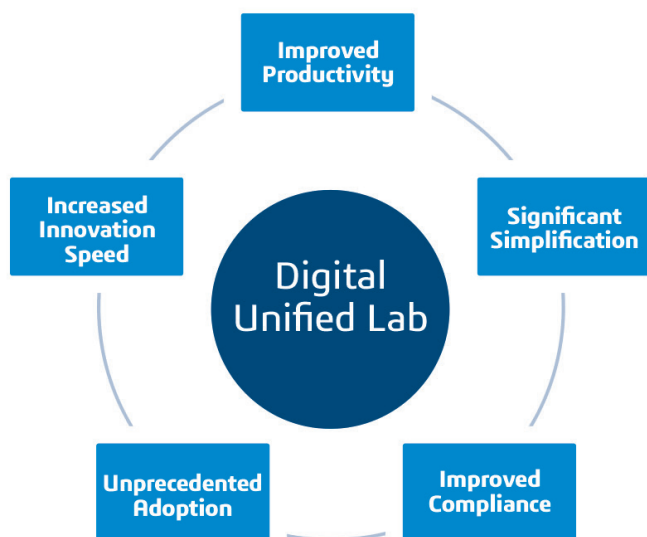 Improved
Productivity
Increased
Innovation
Speed
Significant
Simplification
Digital
Unified Lab
Unprecedented
Adoption
Improved
Compliance